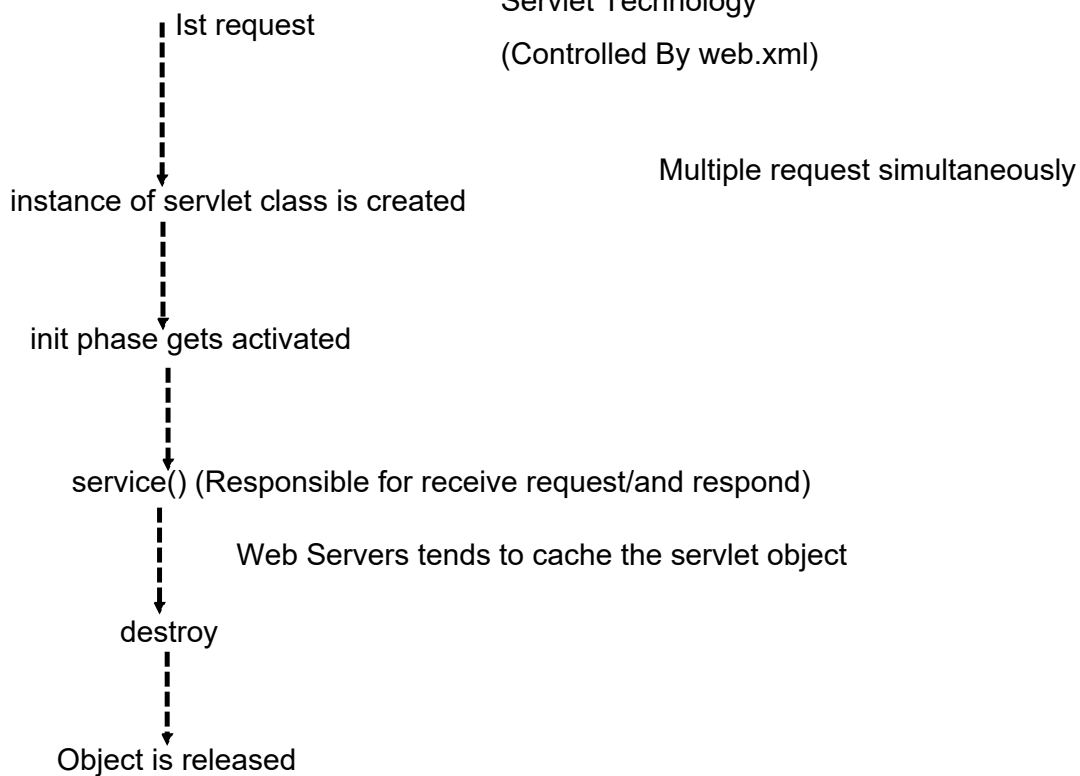 Servlet Technology
Ist request
(Controlled By web.xml)
Multiple request simultaneously
instance of servlet class is created
init phase gets activated
service() (Responsible for receive request/and respond)
Web Servers tends to cache the servlet object
destroy
Object is released